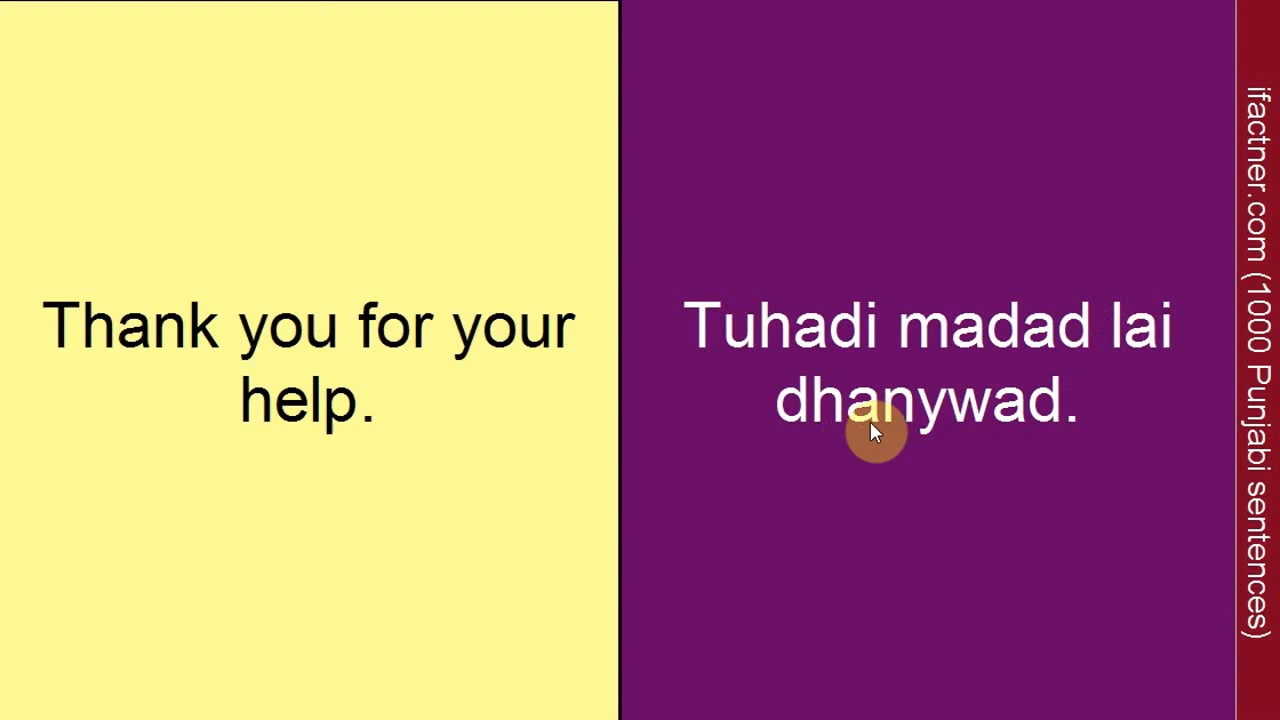 Thank you for your
help.
Tuhadi madad lai
dhanywad.
ifactner.com (1000 Punjabi sentences)